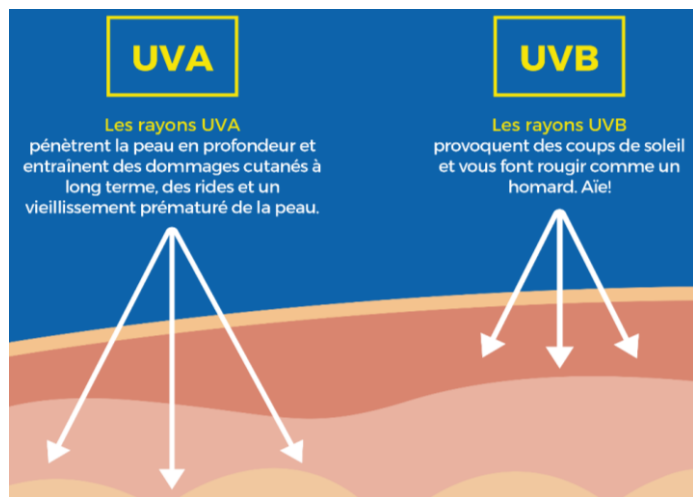 UVA
Les rayons UVA
pénètrent la peau en profondeur et
entraînent des dommages cutanés à
long terme, des rides et un
vieillissement prématuré de la peau.
UVB
Les rayons UVB
provoquent des coups de soleil
et vous font rougir comme un
homard. Aïe!